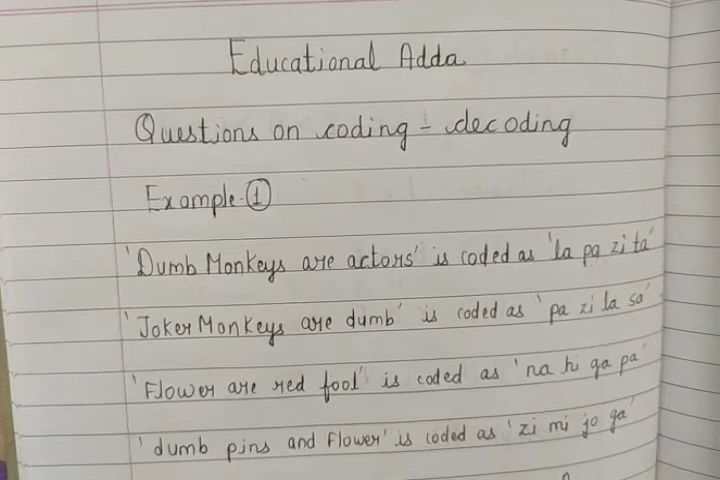 Educational Adda
Questions on coding - decoding
Example-①
'Dumb Monkeys are actors' is coded as 'la pa zi ta'
'Joker Monkeys are dumb' is coded as 'pa zi la sa'
'Flower are red fool' is coded as 'na hi ga pa'
'dumb pins and Flower' is coded as 'zi mi jo ga'